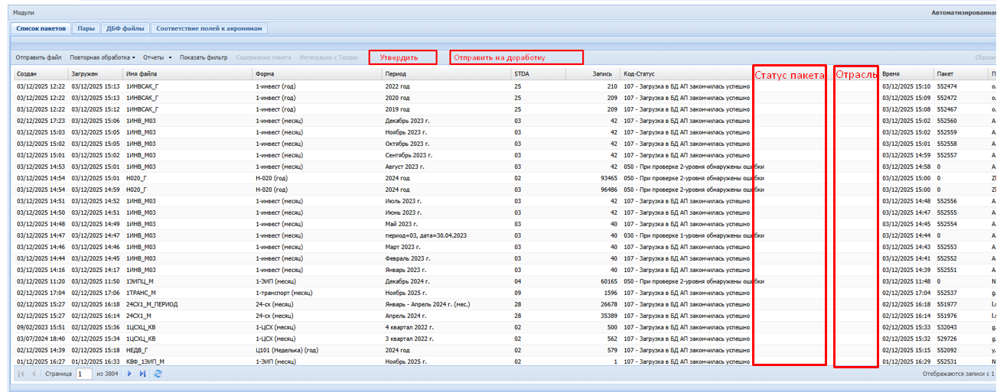 Модули Автоматизированная
Список пакетов Пары ДБФ файлы Соответствие полей к акронимам
Отправить файл Повторная обработка Отчеты Показать фильтр Содержание пакета Интеграция с Талдау Утвердить Отправить на доработку Сброси
Создан Загружен Имя файла Форма Период STDA Запись Код-Статус Статус пакета Отрасль Время Пакет П
03/12/2025 12:22 03/12/2025 15:13 1ИНВСАК_Г 1-инвест (год) 2022 год 25 210 107 - Загрузка в БД АП закончилась успешно 03/12/2025 15:10 552474 о.
03/12/2025 12:22 03/12/2025 15:13 1ИНВСАК_Г 1-инвест (год) 2020 год 25 209 107 - Загрузка в БД АП закончилась успешно 03/12/2025 15:09 552472 о.
03/12/2025 12:22 03/12/2025 15:12 1ИНВСАК_Г 1-инвест (год) 2019 год 25 209 107 - Загрузка в БД АП закончилась успешно 03/12/2025 15:08 552467 о.
02/12/2025 17:23 03/12/2025 15:06 1ИНВ_М03 1-инвест (месяц) Декабрь 2023 г. 03 42 107 - Загрузка в БД АП закончилась успешно 03/12/2025 15:02 552560 А.
03/12/2025 15:03 03/12/2025 15:05 1ИНВ_М03 1-инвест (месяц) Ноябрь 2023 г. 03 42 107 - Загрузка в БД АП закончилась успешно 03/12/2025 15:02 552559 А.
03/12/2025 15:02 03/12/2025 15:05 1ИНВ_М03 1-инвест (месяц) Октябрь 2023 г. 03 42 107 - Загрузка в БД АП закончилась успешно 03/12/2025 15:01 552558 А.
03/12/2025 15:01 03/12/2025 15:02 1ИНВ_М03 1-инвест (месяц) Сентябрь 2023 г. 03 42 107 - Загрузка в БД АП закончилась успешно 03/12/2025 14:59 552557 А.
03/12/2025 14:53 03/12/2025 15:01 1ИНВ_М03 1-инвест (месяц) Август 2023 г. 03 42 050 - При проверке 2-уровня обнаружены ошибки 03/12/2025 14:58 0 А.
03/12/2025 14:54 03/12/2025 15:01 Н020_Г Н-020 (год) 2024 год 02 93465 050 - При проверке 2-уровня обнаружены ошибки 03/12/2025 15:00 0 Zl
03/12/2025 14:54 03/12/2025 14:59 Н020_Г Н-020 (год) 2024 год 02 96486 050 - При проверке 2-уровня обнаружены ошибки 03/12/2025 15:00 0 Zl
03/12/2025 14:51 03/12/2025 14:52 1ИНВ_М03 1-инвест (месяц) Июль 2023 г. 03 42 107 - Загрузка в БД АП закончилась успешно 03/12/2025 14:48 552556 А.
03/12/2025 14:50 03/12/2025 14:51 1ИНВ_М03 1-инвест (месяц) Июнь 2023 г. 03 42 107 - Загрузка в БД АП закончилась успешно 03/12/2025 14:47 552555 А.
03/12/2025 14:48 03/12/2025 14:49 1ИНВ_М03 1-инвест (месяц) Май 2023 г. 03 40 107 - Загрузка в БД АП закончилась успешно 03/12/2025 14:45 552554 А.
03/12/2025 14:47 03/12/2025 14:47 1ИНВ_М03 1-инвест (месяц) период=03, дата=30.04.2023 03 40 030 - При проверке 1-уровня обнаружены ошибки 03/12/2025 14:44 0 А.
03/12/2025 14:46 03/12/2025 14:46 1ИНВ_М03 1-инвест (месяц) Март 2023 г. 03 40 107 - Загрузка в БД АП закончилась успешно 03/12/2025 14:43 552553 А.
03/12/2025 14:44 03/12/2025 14:45 1ИНВ_М03 1-инвест (месяц) Февраль 2023 г. 03 40 107 - Загрузка в БД АП закончилась успешно 03/12/2025 14:41 552552 А.
03/12/2025 14:16 03/12/2025 14:17 1ИНВ_М03 1-инвест (месяц) Январь 2023 г. 03 40 107 - Загрузка в БД АП закончилась успешно 03/12/2025 14:39 552551 А.
03/12/2025 11:20 03/12/2025 11:50 1ЭИПЦ_М 1-ЭИП (месяц) Декабрь 2024 г. 04 60165 050 - При проверке 2-уровня обнаружены ошибки 03/12/2025 11:48 0 N
02/12/2025 17:04 02/12/2025 17:06 1ТРАНС_М 1-транспорт (месяц) Ноябрь 2025 г. 09 1596 107 - Загрузка в БД АП закончилась успешно 02/12/2025 17:04 552537 g.
02/12/2025 15:27 02/12/2025 16:18 24СХ1_М_ПЕРИОД 24-сх (месяц) Январь - Апрель 2024 г. (мес.) 28 26678 107 - Загрузка в БД АП закончилась успешно 02/12/2025 16:18 551977 l.s
02/12/2025 15:27 02/12/2025 16:14 24СХ1_М 24-сх (месяц) Апрель 2024 г. 28 35389 107 - Загрузка в БД АП закончилась успешно 02/12/2025 16:14 551976 l.s
09/02/2023 15:51 02/12/2025 15:36 1ЦСХЦ_КВ 1-ЦСХ (месяц) 4 квартал 2022 г. 02 500 107 - Загрузка в БД АП закончилась успешно 02/12/2025 15:33 532043 g.
03/07/2024 18:40 02/12/2025 15:34 1ЦСХЦ_КВ 1-ЦСХ (месяц) 3 квартал 2022 г. 02 562 107 - Загрузка в БД АП закончилась успешно 02/12/2025 15:32 529726 g.
02/12/2025 14:39 02/12/2025 15:18 НЕДВ_Г Ц101 (Неделька) (год) 2024 год 02 579 107 - Загрузка в БД АП закончилась успешно 02/12/2025 15:15 552092 y.
01/12/2025 16:27 01/12/2025 16:33 КВФ_1ЭИП_М 1-ЭИП (месяц) Ноябрь 2025 г. 02 1 107 - Загрузка в БД АП закончилась успешно 01/12/2025 16:29 552531 N
Страница 1 из 3804 Отображаются записи с 1